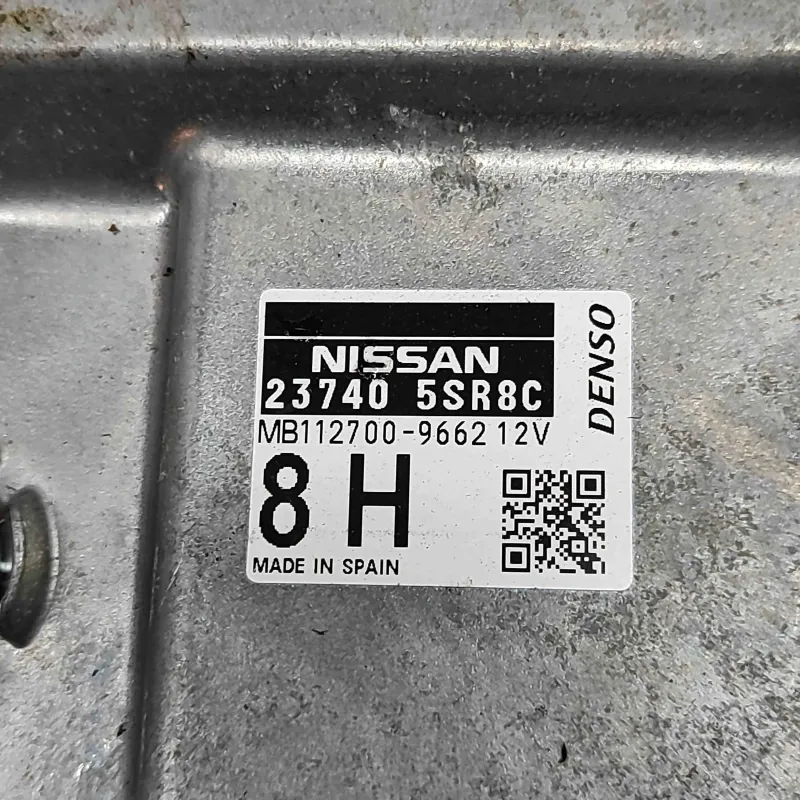 NISSAN
23740 5SR8C
MB112700-9662 12V
8 H
MADE IN SPAIN
DENSO